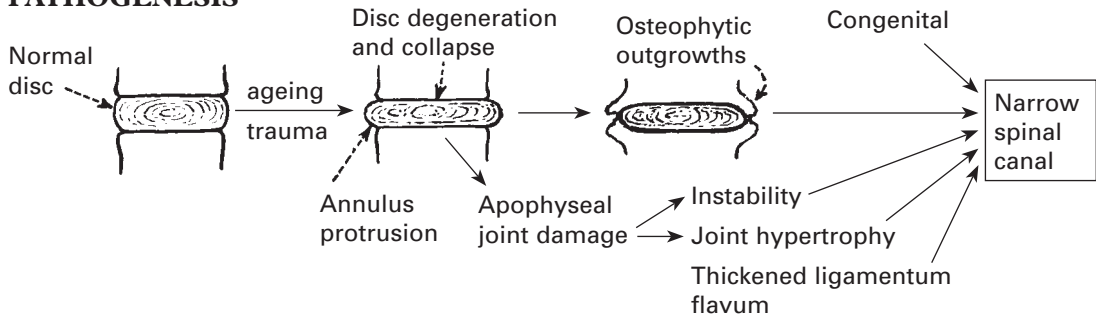 PATHOGENESIS
Normal
disc
ageing
trauma
Disc degeneration
and collapse
Annulus
protrusion
Apophyseal
joint damage
Osteophytic
outgrowths
Instability
Joint hypertrophy
Thickened ligamentum
flavum
Congenital
Narrow
spinal
canal